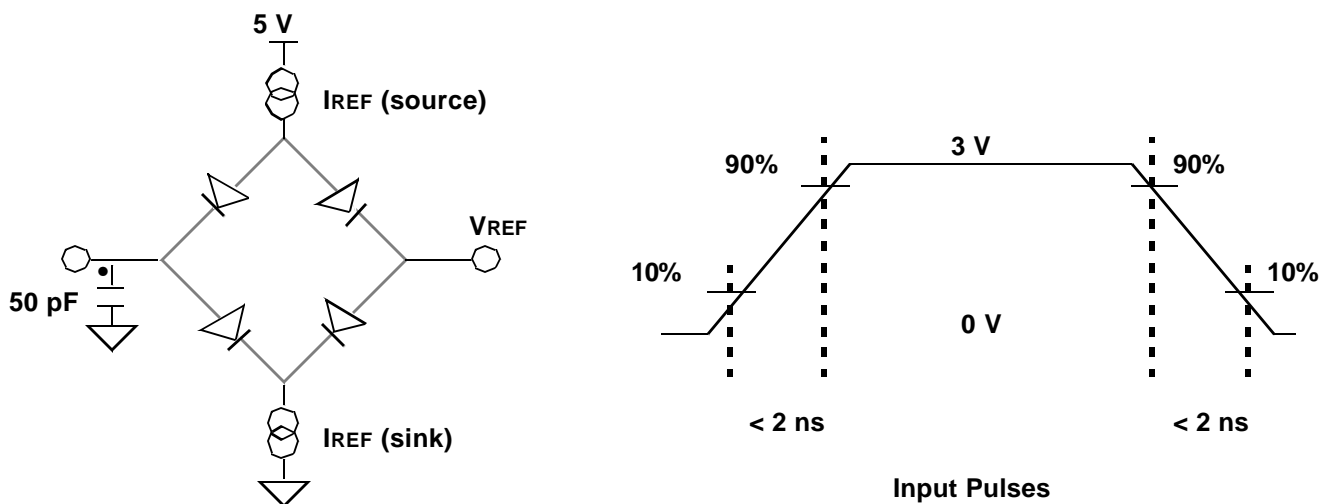 5 V
IREF (source)
VREF
50 pF
IREF (sink)
3 V
90%
90%
10%
10%
0 V
< 2 ns
< 2 ns
Input Pulses